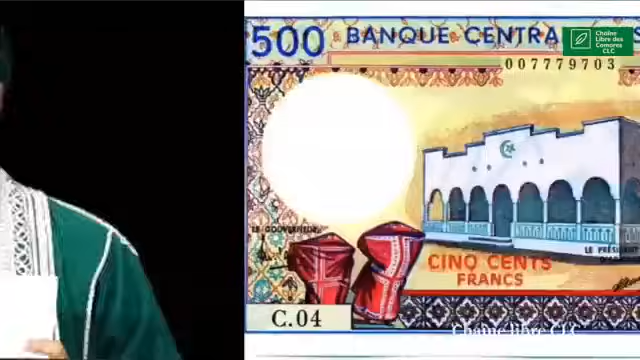 500 BANQUE CENTRA
Chaîne
Libre des
Comores
CLC
007779703
LE GOUVERNEUR
LE PRÉSIDENT
CINQ CENTS
FRANCS
C.04
Chaîne libre CLC